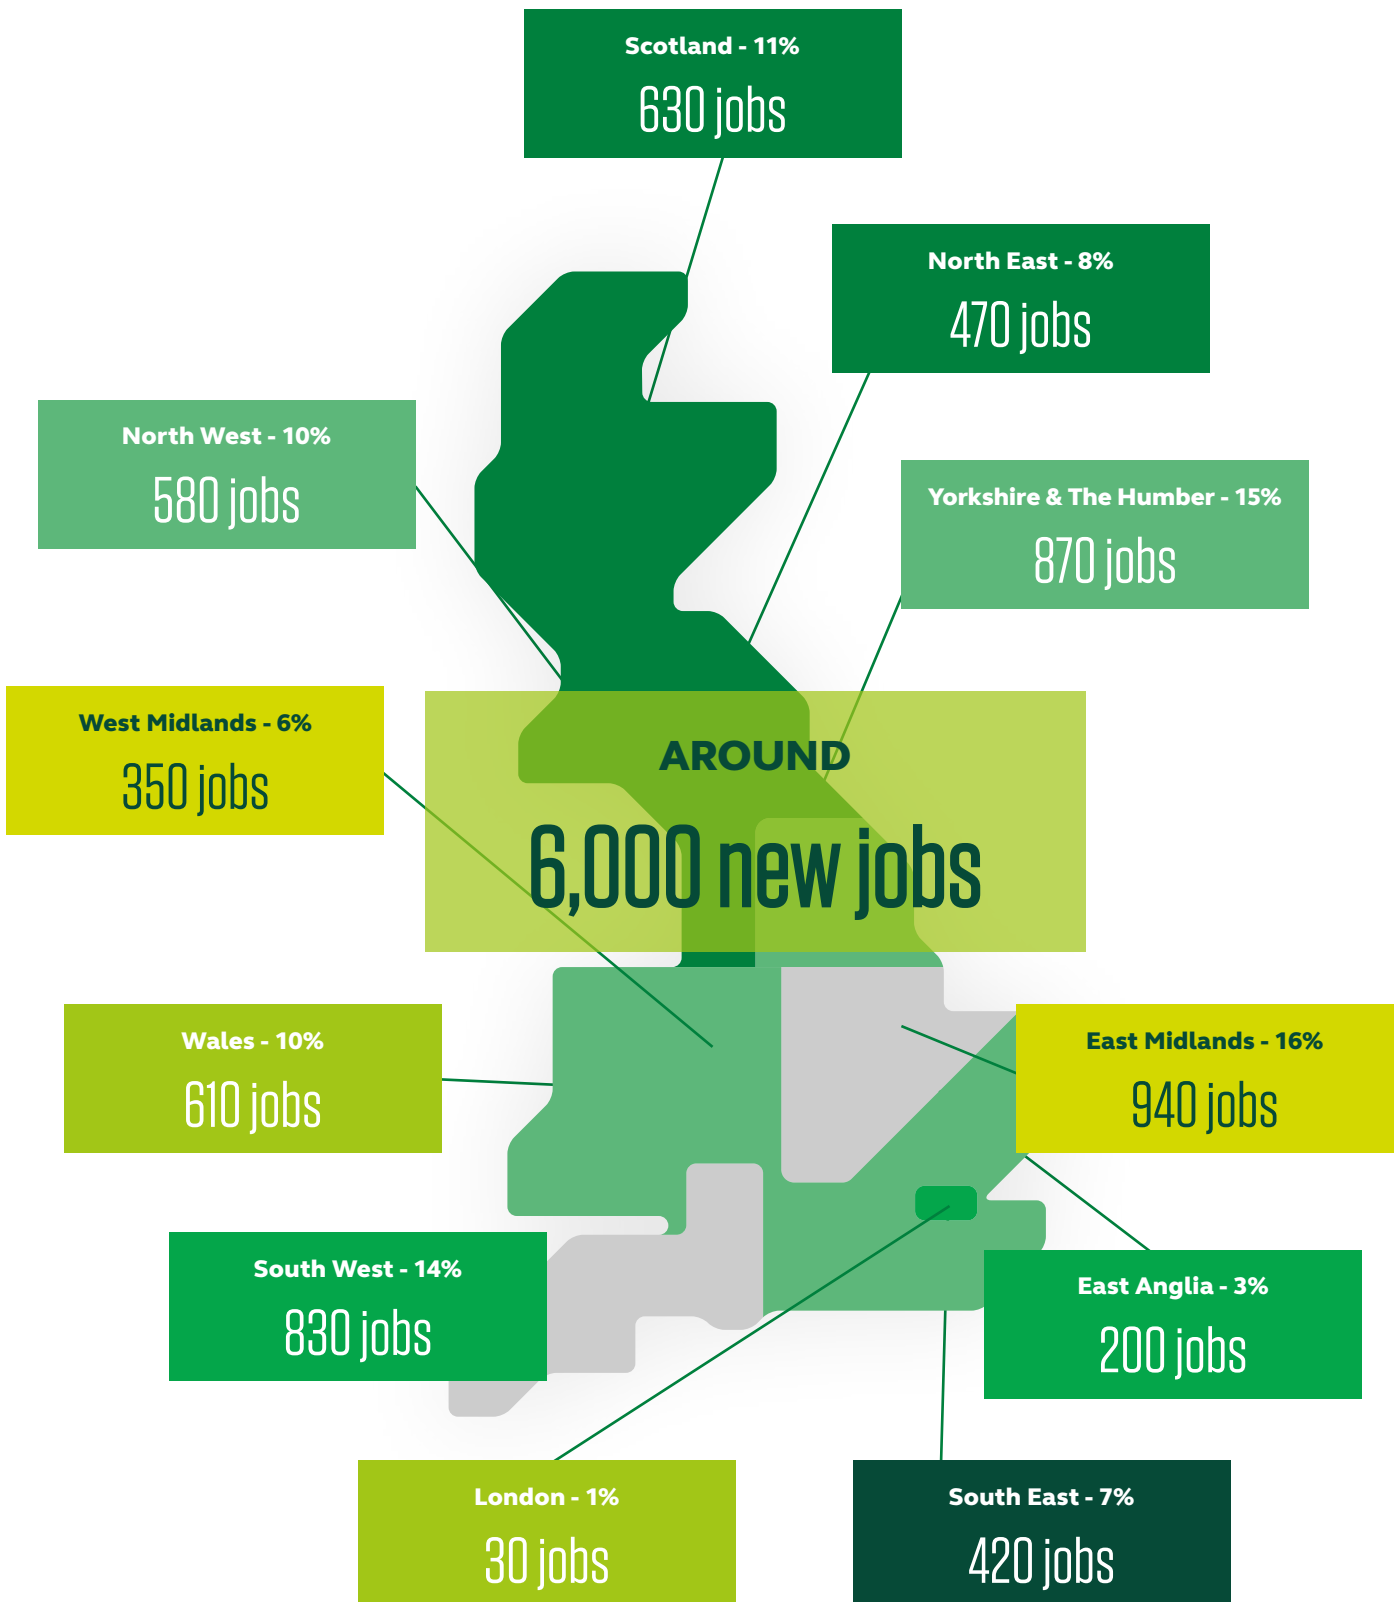 Scotland - 11%
630 jobs
North East - 8%
470 jobs
North West - 10%
580 jobs
Yorkshire & The Humber - 15%
870 jobs
West Midlands - 6%
350 jobs
AROUND
6,000 new jobs
Wales - 10%
610 jobs
East Midlands - 16%
940 jobs
South West - 14%
830 jobs
East Anglia - 3%
200 jobs
London - 1%
30 jobs
South East - 7%
420 jobs